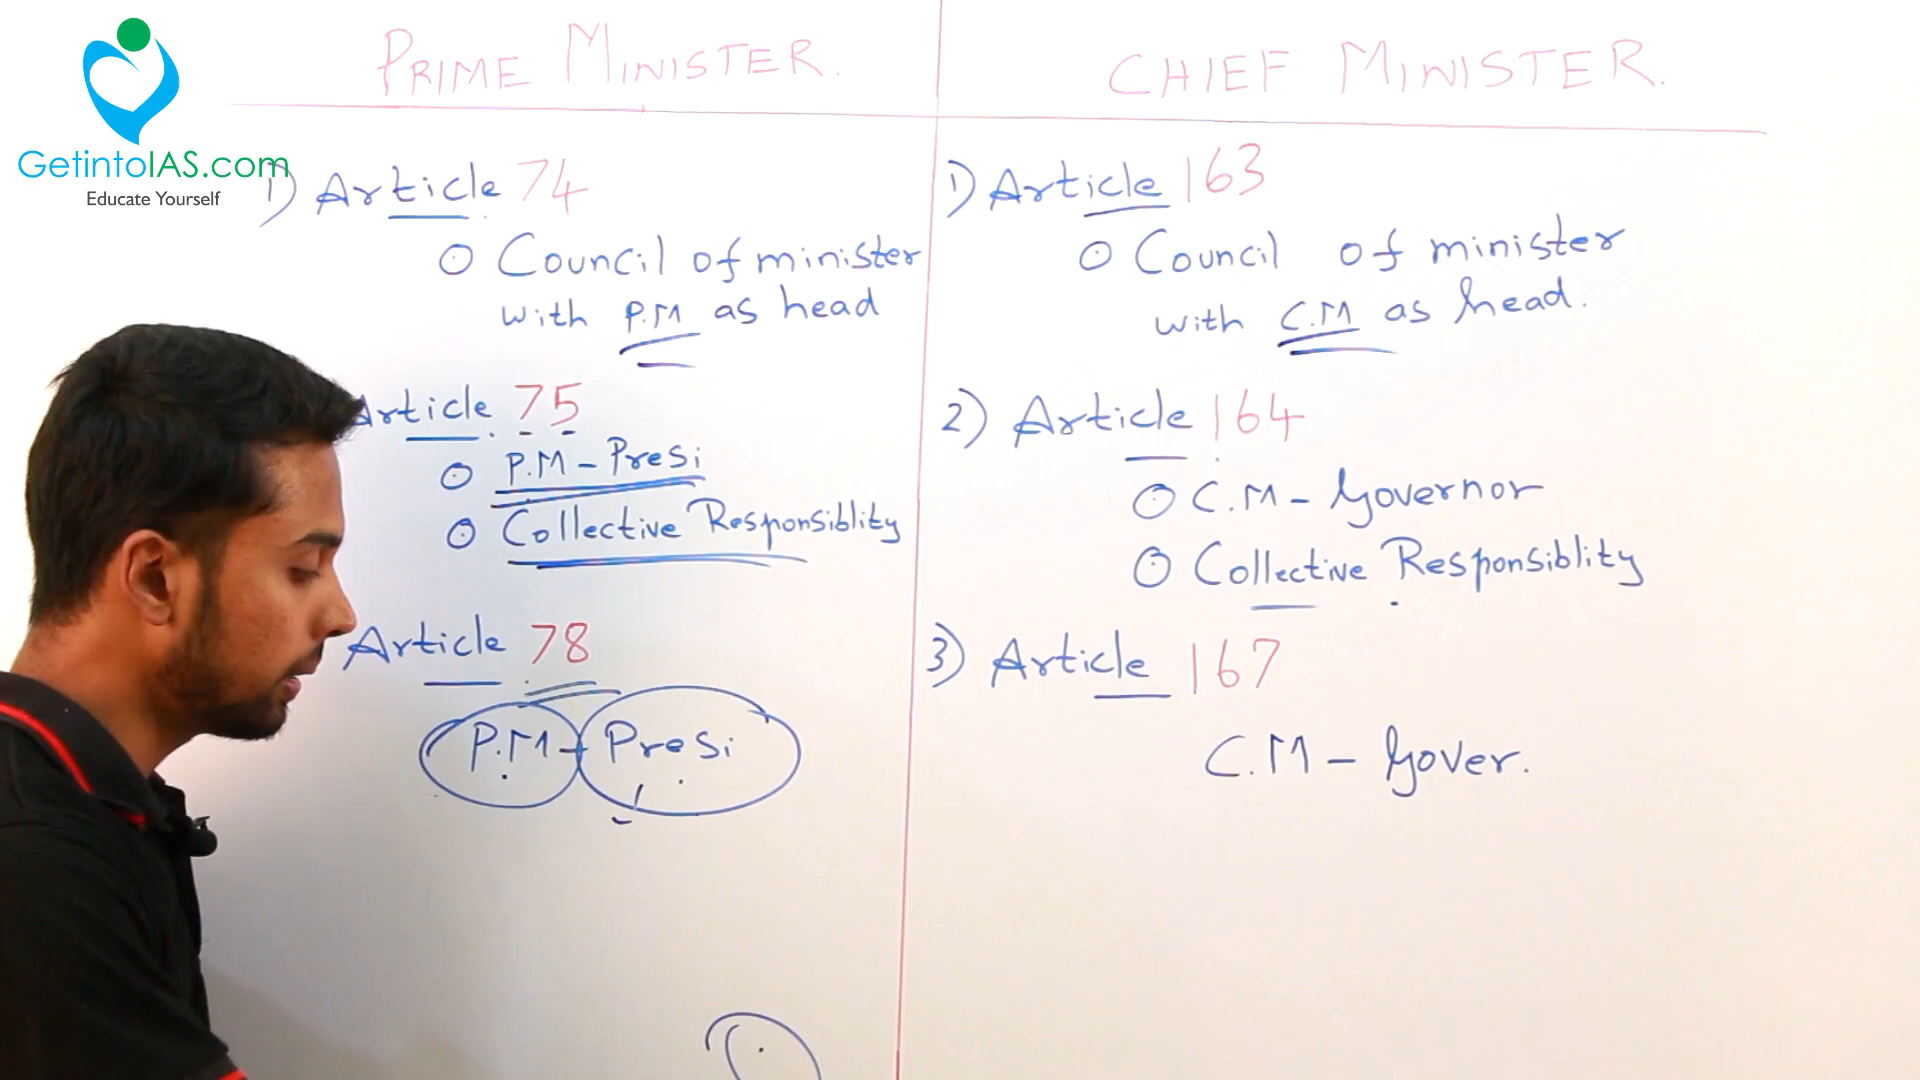 GetintoIAS.com
Educate Yourself
PRIME MINISTER.
1) Article 74
Council of minister
with P.M as head
Article 75
P.M - Presi
Collective Responsiblity
Article 78
P.M - Presi
CHIEF MINISTER.
1) Article 163
Council of minister
with C.M as head.
2) Article 164
C.M - Governor
Collective Responsiblity
3) Article 167
C.M - Gover.